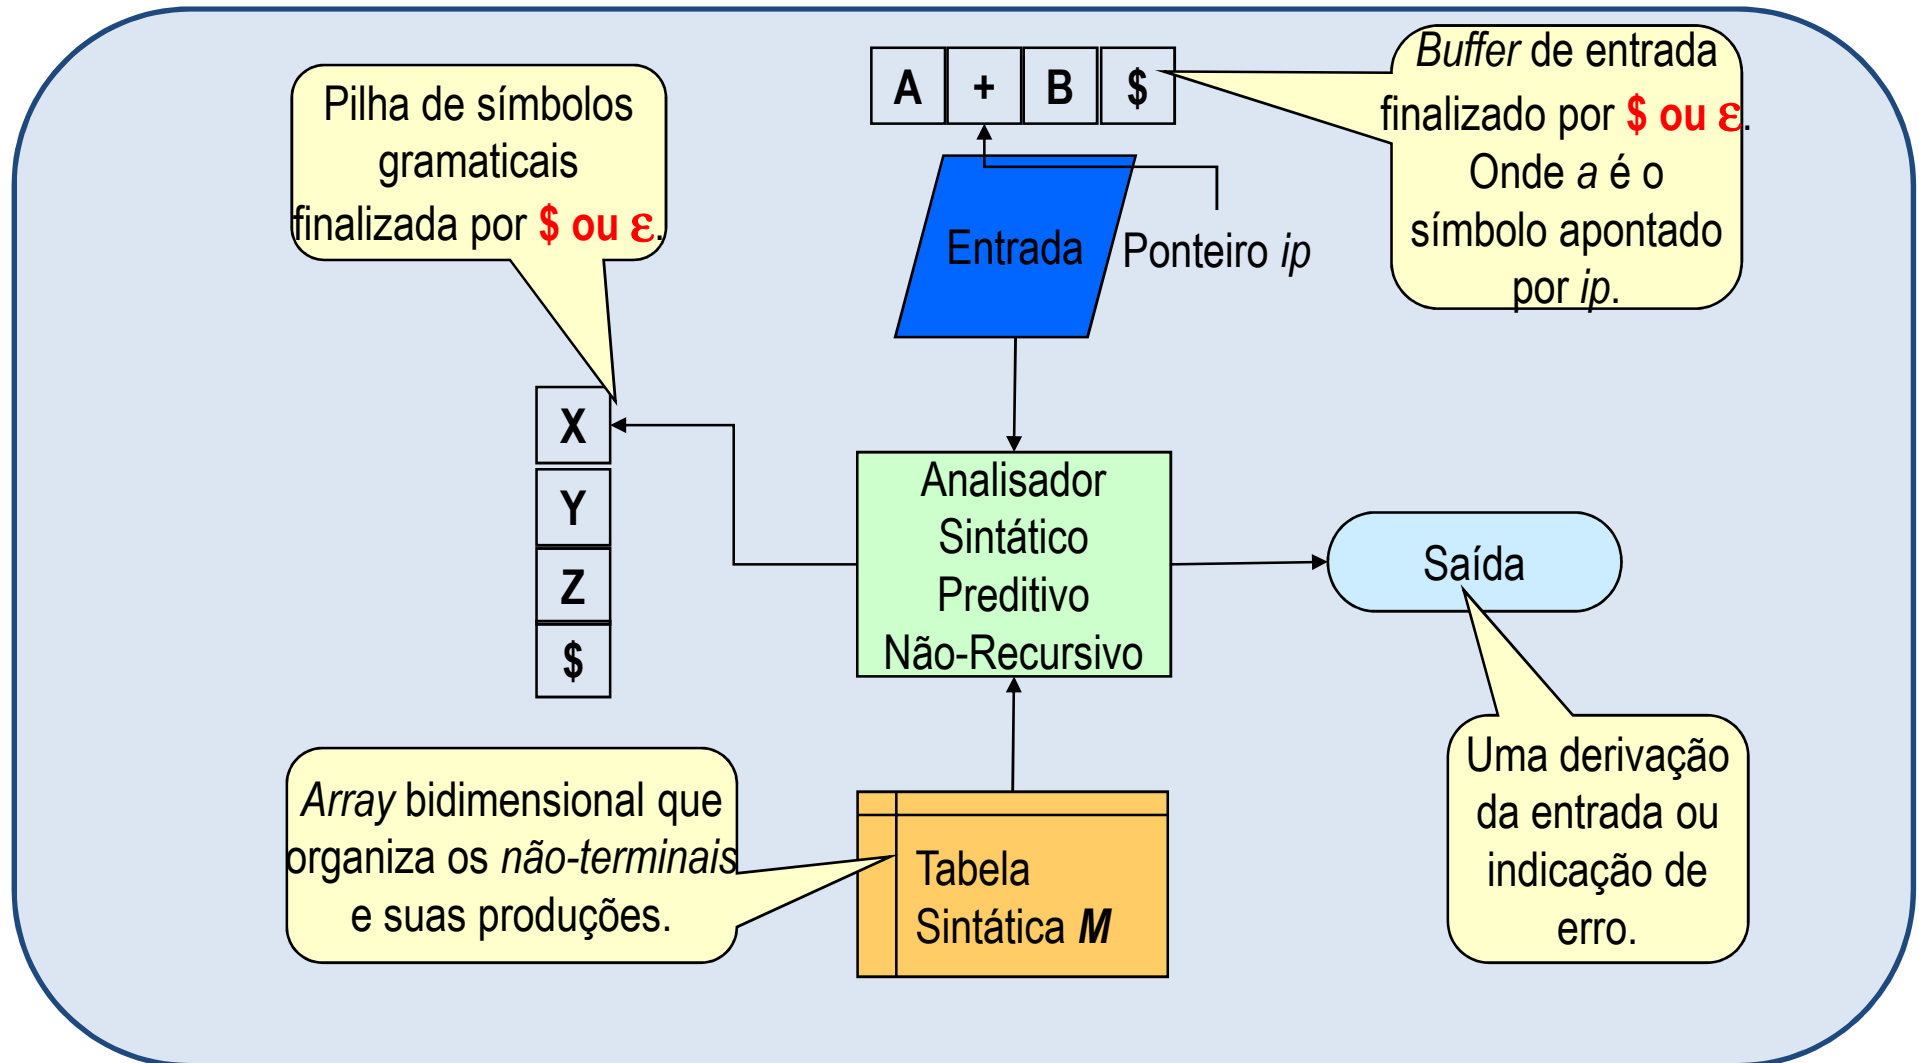 A + B $
Buffer de entrada
finalizado por $ ou ε.
Onde a é o
símbolo apontado
por ip.
Pilha de símbolos
gramaticais
finalizada por $ ou ε.
Entrada
Ponteiro ip
X
Y
Z
$
Analisador
Sintático
Preditivo
Não-Recursivo
Saída
Uma derivação
da entrada ou
indicação de
erro.
Array bidimensional que
organiza os não-terminais
e suas produções.
Tabela
Sintática M